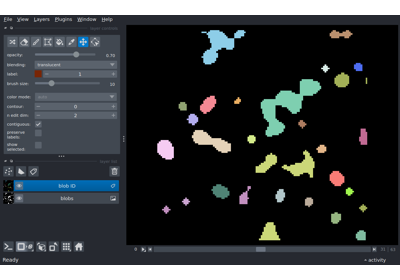 File View Layers Plugins Window Help
opacity: 0.70
blending: translucent
label: 1
brush size: 10
color mode:
contour: 0
n edit dim: 2
contiguous:
preserve labels:
show selected:
blob ID
blobs
Ready
activity